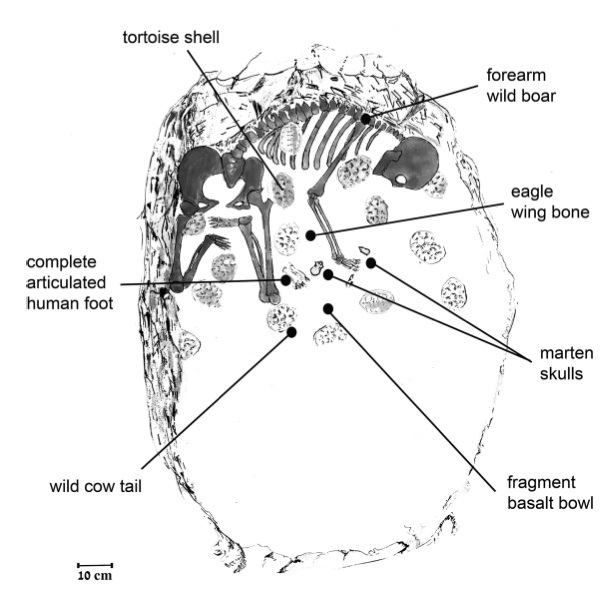 tortoise shell
forearm
wild boar
eagle
wing bone
complete
articulated
human foot
marten
skulls
wild cow tail
fragment
basalt bowl
10 cm